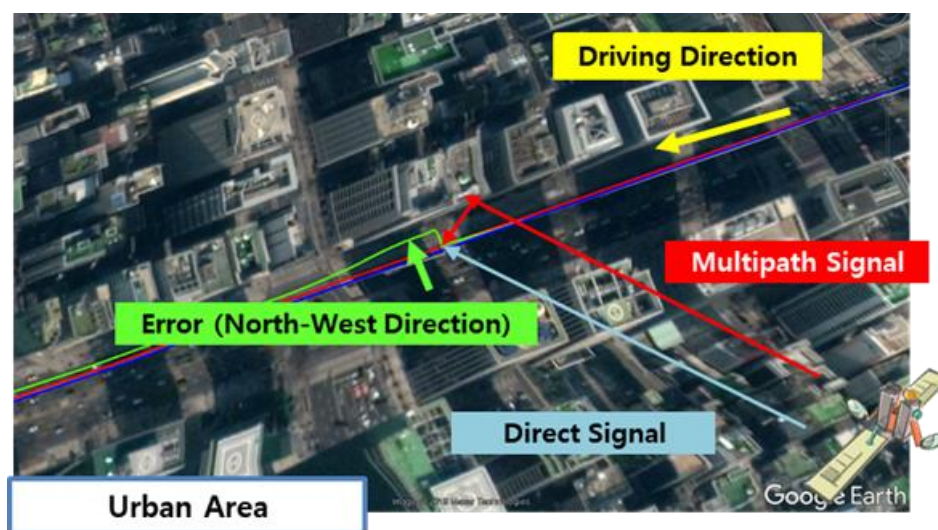 Driving Direction
Multipath Signal
Error (North-West Direction)
Direct Signal
Urban Area
Google Earth